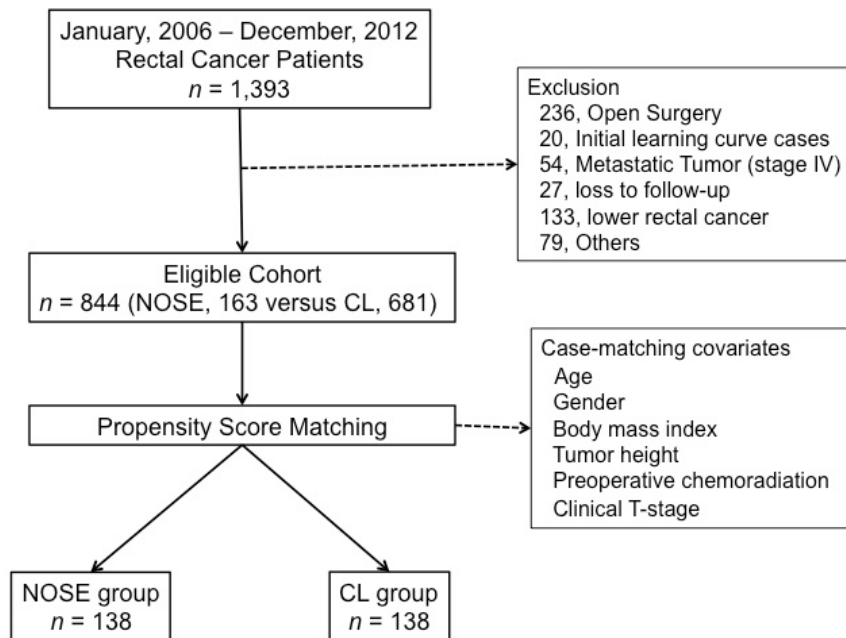 January, 2006 – December, 2012
Rectal Cancer Patients
n = 1,393
Exclusion
236, Open Surgery
20, Initial learning curve cases
54, Metastatic Tumor (stage IV)
27, loss to follow-up
133, lower rectal cancer
79, Others
Eligible Cohort
n = 844 (NOSE, 163 versus CL, 681)
Case-matching covariates
Age
Gender
Body mass index
Tumor height
Preoperative chemoradiation
Clinical T-stage
Propensity Score Matching
NOSE group
n = 138
CL group
n = 138